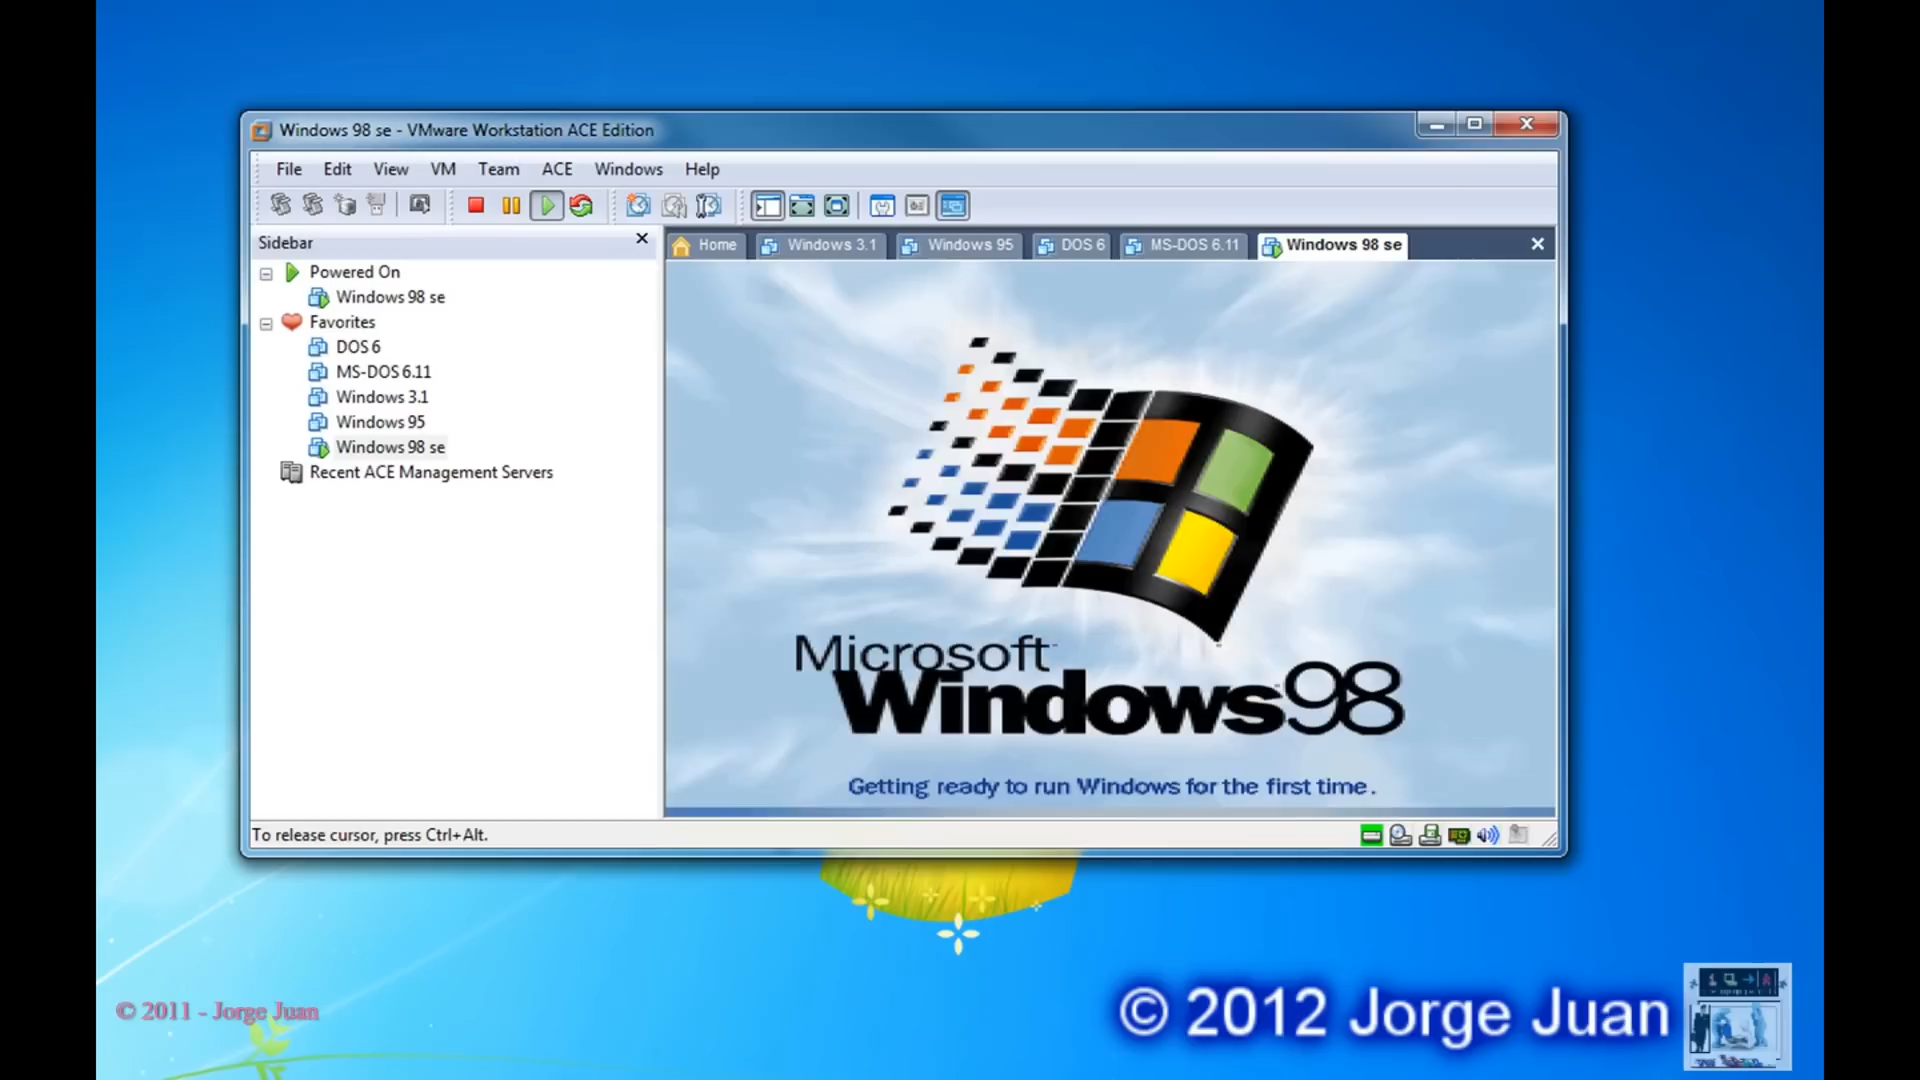 Windows 98 se - VMware Workstation ACE Edition
File Edit View VM Team ACE Windows Help
Sidebar
Powered On
Windows 98 se
Favorites
DOS 6
MS-DOS 6.11
Windows 3.1
Windows 95
Windows 98 se
Recent ACE Management Servers
Home Windows 3.1 Windows 95 DOS 6 MS-DOS 6.11 Windows 98 se
Microsoft
Windows 98
Getting ready to run Windows for the first time.
To release cursor, press Ctrl+Alt.
© 2011 - Jorge Juan
© 2012 Jorge Juan